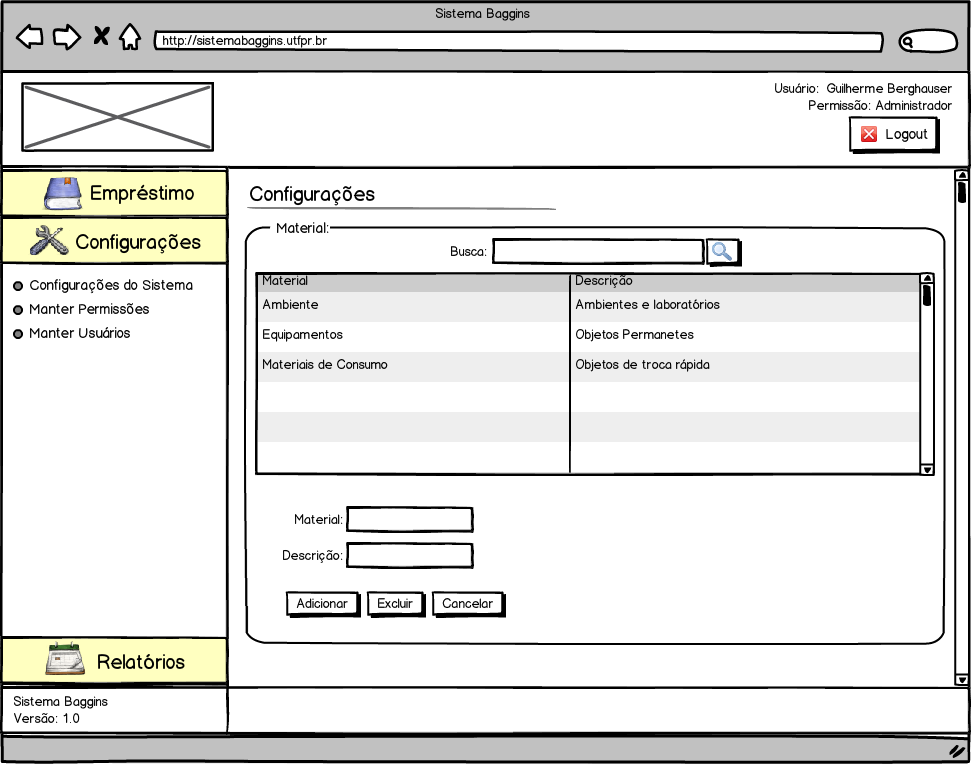 Sistema Baggins
http://sistemabaggins.utfpr.br
Usuário: Guilherme Berghauser
Permissão: Administrador
Logout
Empréstimo
Configurações
Configurações do Sistema
Manter Permissões
Manter Usuários
Relatórios
Sistema Baggins
Versão: 1.0
Configurações
Material:
Busca:
Material Descrição
Ambiente Ambientes e laboratórios
Equipamentos Objetos Permanetes
Materiais de Consumo Objetos de troca rápida
Material:
Descrição:
Adicionar Excluir Cancelar